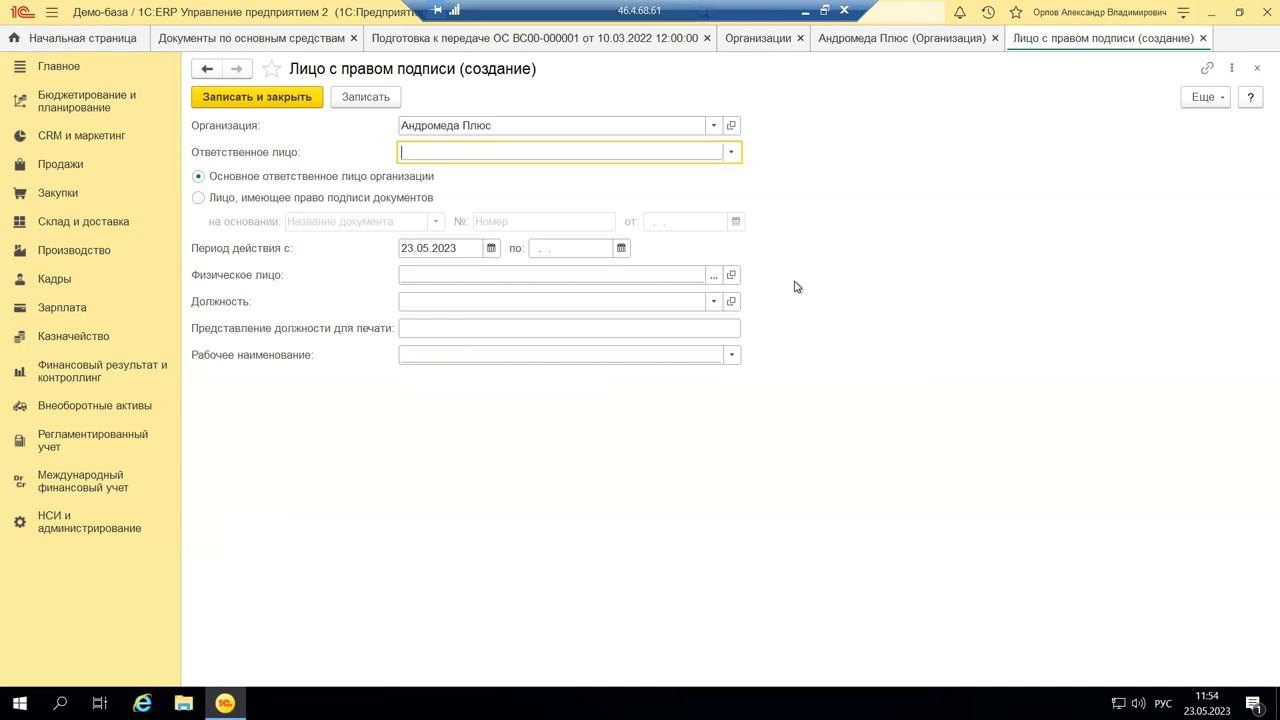 Демо-база / 1С:ERP Управление предприятием 2 (1С:Предприятие
46.4.68.61
Орлов Александр Владимирович
Начальная страница
Документы по основным средствам
Подготовка к передаче ОС ВС00-000001 от 10.03.2022 12:00:00
Организации
Андромеда Плюс (Организация)
Лицо с правом подписи (создание)
Главное
Бюджетирование и
планирование
CRM и маркетинг
Продажи
Закупки
Склад и доставка
Производство
Кадры
Зарплата
Казначейство
Финансовый результат и
контроллинг
Внеоборотные активы
Регламентированный
учет
Dr
Cr
Международный
финансовый учет
НСИ и
администрирование
Лицо с правом подписи (создание)
Записать и закрыть
Записать
Еще
?
Организация: Андромеда Плюс
Ответственное лицо:
Основное ответственное лицо организации
Лицо, имеющее право подписи документов
на основании: Название документа №: Номер от: . .
Период действия с: 23.05.2023 по: . .
Физическое лицо: ...
Должность:
Представление должности для печати:
Рабочее наименование:
РУС
11:54
23.05.2023
1